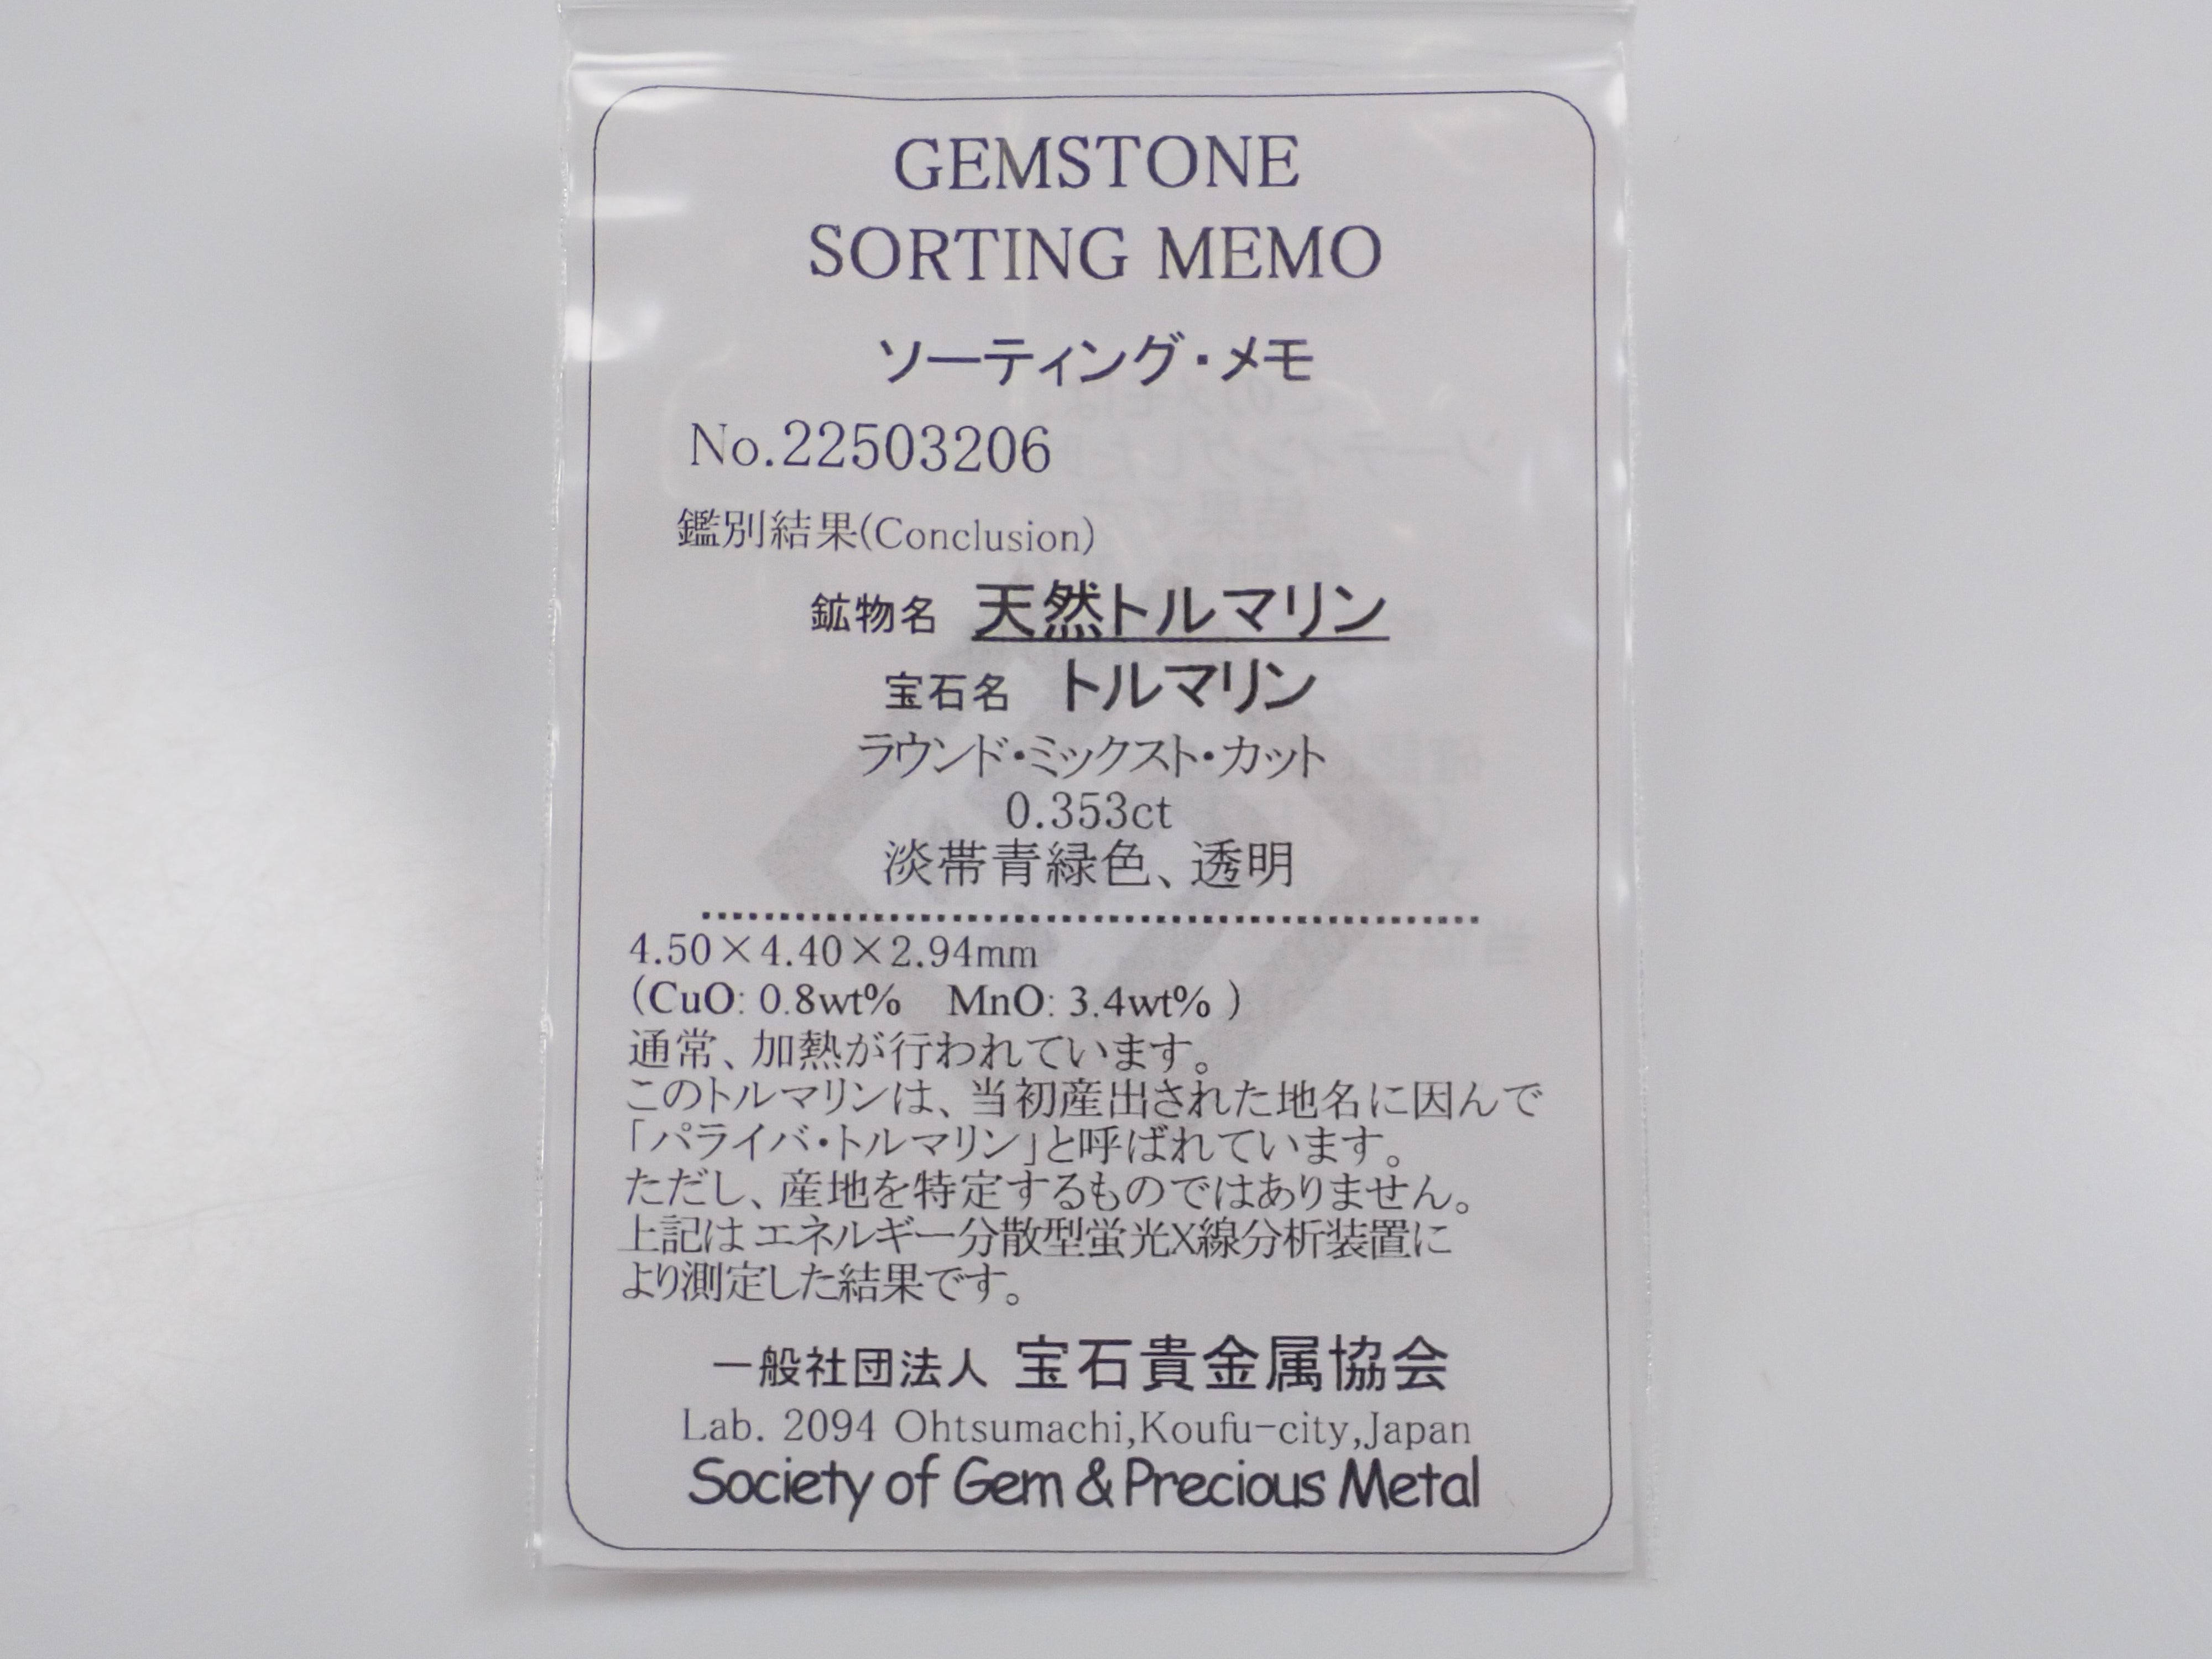 GEMSTONE
SORTING MEMO
ソーティング・メモ
No.22503206
鑑別結果(Conclusion)
鉱物名 天然トルマリン
宝石名 トルマリン
ラウンド・ミックスト・カット
0.353ct
淡帯青緑色、透明
4.50×4.40×2.94mm
(CuO: 0.8wt% MnO: 3.4wt% )
通常、加熱が行われています。
このトルマリンは、当初産出された地名に因んで
「パライバ・トルマリン」と呼ばれています。
ただし、産地を特定するものではありません。
上記はエネルギー分散型蛍光X線分析装置に
より測定した結果です。
一般社団法人 宝石貴金属協会
Lab. 2094 Ohtsumachi,Koufu-city,Japan
Society of Gem & Precious Metal